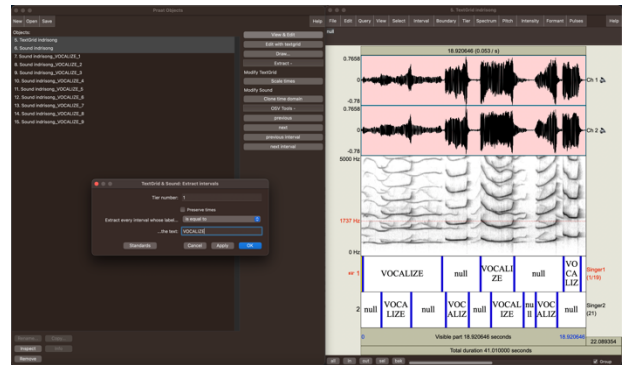 Praat Objects
New Open Save Help
Objects:
5. TextGrid indrisong
6. Sound indrisong
7. Sound indrisong_VOCALIZE_1
8. Sound indrisong_VOCALIZE_2
9. Sound indrisong_VOCALIZE_3
10. Sound indrisong_VOCALIZE_4
11. Sound indrisong_VOCALIZE_5
12. Sound indrisong_VOCALIZE_6
13. Sound indrisong_VOCALIZE_7
14. Sound indrisong_VOCALIZE_8
15. Sound indrisong_VOCALIZE_9
View & Edit
Edit with textgrid
Draw...
Extract -
Modify TextGrid
Scale times
Modify Sound
Clone time domain
OSV Tools -
previous
next
previous interval
next interval
Rename... Copy...
Inspect Info
Remove
TextGrid & Sound: Extract Intervals
Tier number: 1
Preserve times
Extract every interval whose label... is equal to
...the text: VOCALIZE
Standards Cancel Apply OK
5. TextGrid indrisong
File Edit Query View Select Interval Boundary Tier Spectrum Pitch Intensity Formant Pulses Help
null
18.920646 (0.053 / s)
0.7658
Ch 1
-0.78
0.7658
Ch 2
-0.78
5000 Hz
1737 Hz
0 Hz
1 VOCALIZE null VOCALI
ZE null VO
CA
LIZ Singer1
(1/18)
2 null VOCA
LIZE null VOC
ALIZ null VOCAL
IZE nu
ll VOC
ALIZ null Singer2
(21)
0 Visible part 18.920646 seconds 18.920646 22.089354
Total duration 41.010000 seconds
all in out sel bak Group